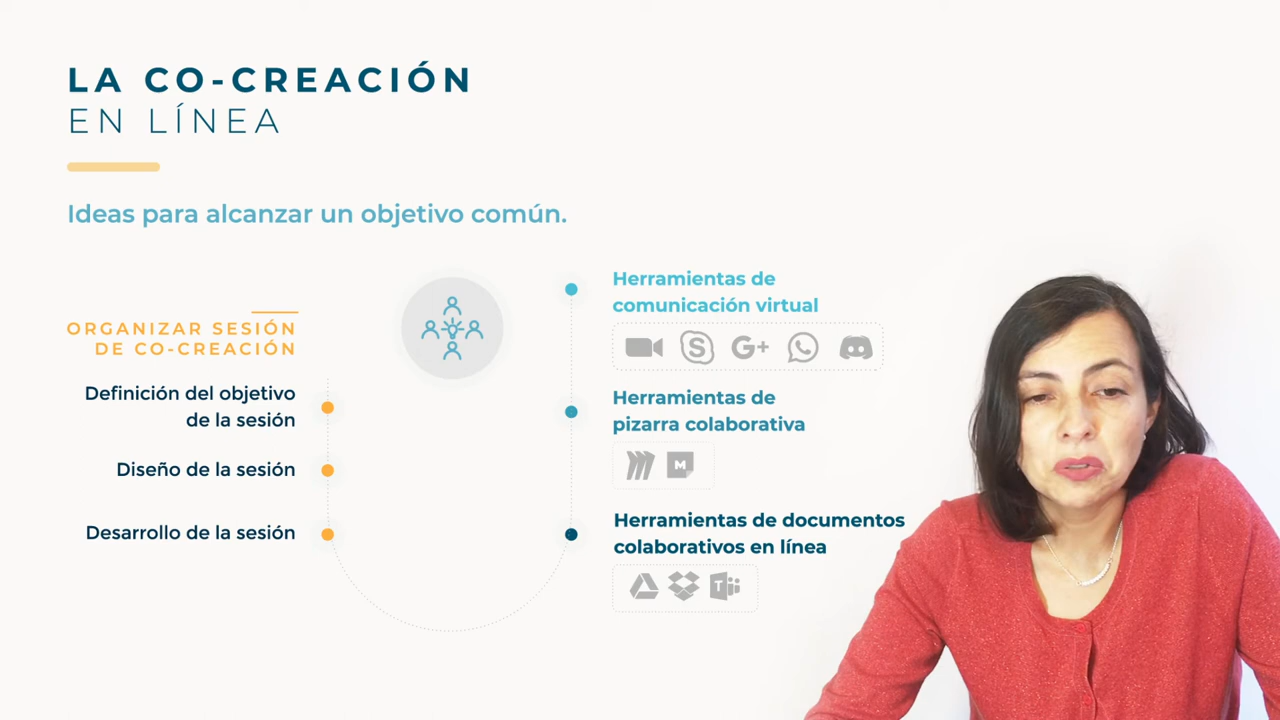 LA CO-CREACIÓN
EN LÍNEA
Ideas para alcanzar un objetivo común.
ORGANIZAR SESIÓN
DE CO-CREACIÓN
Definición del objetivo
de la sesión
Diseño de la sesión
Desarrollo de la sesión
Herramientas de
comunicación virtual
S
G+
Herramientas de
pizarra colaborativa
M
Herramientas de documentos
colaborativos en línea
T